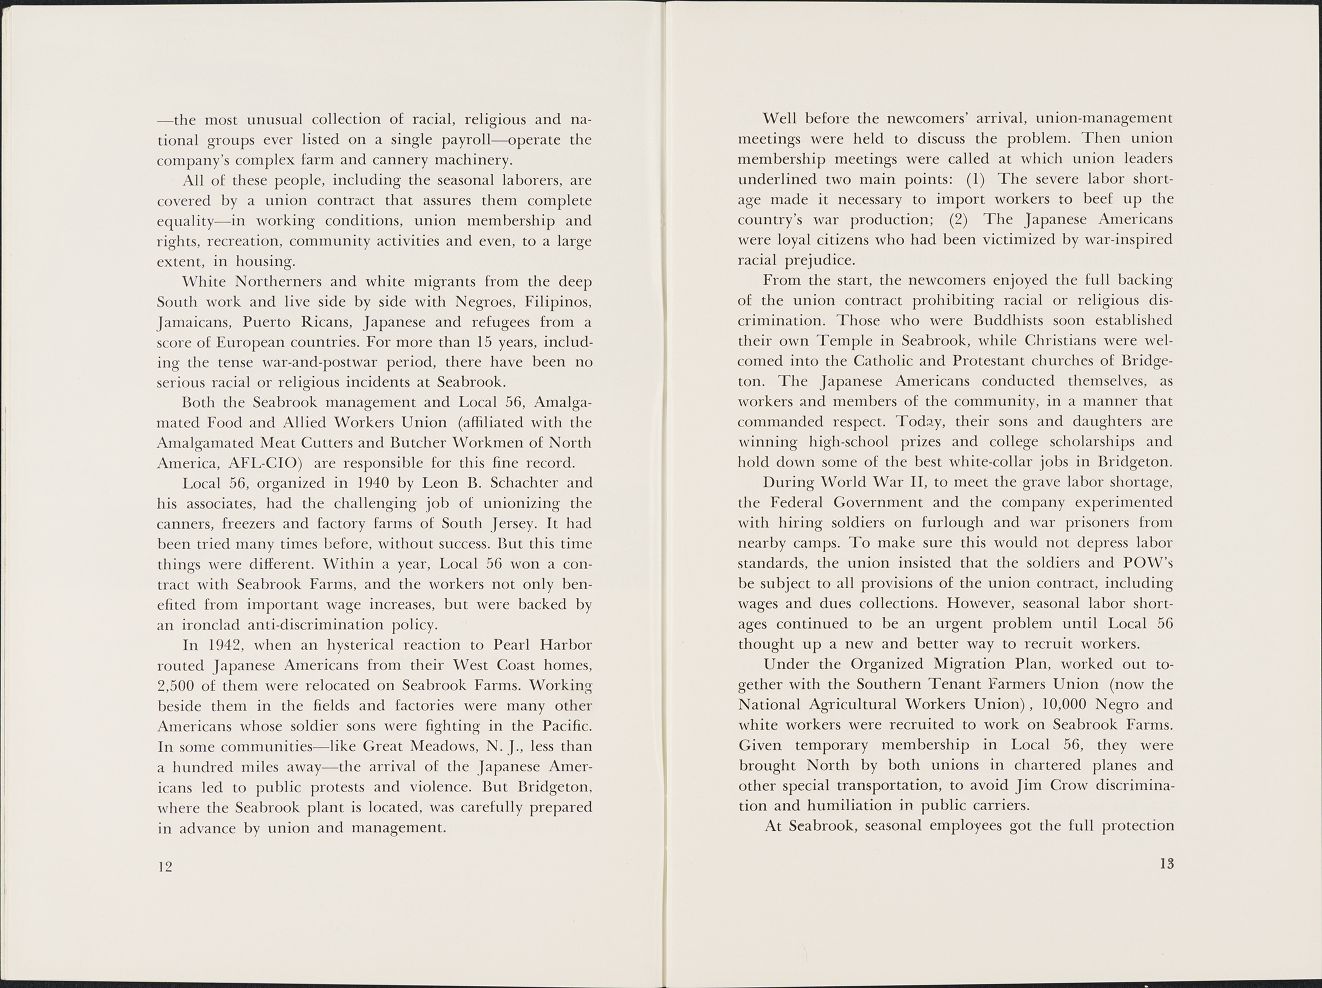 —the most unusual collection of racial, religious and na-
tional groups ever listed on a single payroll—operate the
company's complex farm and cannery machinery.
All of these people, including the seasonal laborers, are
covered by a union contract that assures them complete
equality—in working conditions, union membership and
rights, recreation, community activities and even, to a large
extent, in housing.
White Northerners and white migrants from the deep
South work and live side by side with Negroes, Filipinos,
Jamaicans, Puerto Ricans, Japanese and refugees from a
score of European countries. For more than 15 years, includ-
ing the tense war-and-postwar period, there have been no
serious racial or religious incidents at Seabrook.
Both the Seabrook management and Local 56, Amalga-
mated Food and Allied Workers Union (affiliated with the
Amalgamated Meat Cutters and Butcher Workmen of North
America, AFL-CIO) are responsible for this fine record.
Local 56, organized in 1940 by Leon B. Schachter and
his associates, had the challenging job of unionizing the
canners, freezers and factory farms of South Jersey. It had
been tried many times before, without success. But this time
things were different. Within a year, Local 56 won a con-
tract with Seabrook Farms, and the workers not only ben-
efited from important wage increases, but were backed by
an ironclad anti-discrimination policy.
In 1942, when an hysterical reaction to Pearl Harbor
routed Japanese Americans from their West Coast homes,
2,500 of them were relocated on Seabrook Farms. Working
beside them in the fields and factories were many other
Americans whose soldier sons were fighting in the Pacific.
In some communities—like Great Meadows, N. J., less than
a hundred miles away—the arrival of the Japanese Amer-
icans led to public protests and violence. But Bridgeton,
where the Seabrook plant is located, was carefully prepared
in advance by union and management.
12
Well before the newcomers' arrival, union-management
meetings were held to discuss the problem. Then union
membership meetings were called at which union leaders
underlined two main points: (1) The severe labor short-
age made it necessary to import workers to beef up the
country's war production; (2) The Japanese Americans
were loyal citizens who had been victimized by war-inspired
racial prejudice.
From the start, the newcomers enjoyed the full backing
of the union contract prohibiting racial or religious dis-
crimination. Those who were Buddhists soon established
their own Temple in Seabrook, while Christians were wel-
comed into the Catholic and Protestant churches of Bridge-
ton. The Japanese Americans conducted themselves, as
workers and members of the community, in a manner that
commanded respect. Today, their sons and daughters are
winning high-school prizes and college scholarships and
hold down some of the best white-collar jobs in Bridgeton.
During World War II, to meet the grave labor shortage,
the Federal Government and the company experimented
with hiring soldiers on furlough and war prisoners from
nearby camps. To make sure this would not depress labor
standards, the union insisted that the soldiers and POW's
be subject to all provisions of the union contract, including
wages and dues collections. However, seasonal labor short-
ages continued to be an urgent problem until Local 56
thought up a new and better way to recruit workers.
Under the Organized Migration Plan, worked out to-
gether with the Southern Tenant Farmers Union (now the
National Agricultural Workers Union), 10,000 Negro and
white workers were recruited to work on Seabrook Farms.
Given temporary membership in Local 56, they were
brought North by both unions in chartered planes and
other special transportation, to avoid Jim Crow discrimina-
tion and humiliation in public carriers.
At Seabrook, seasonal employees got the full protection
13